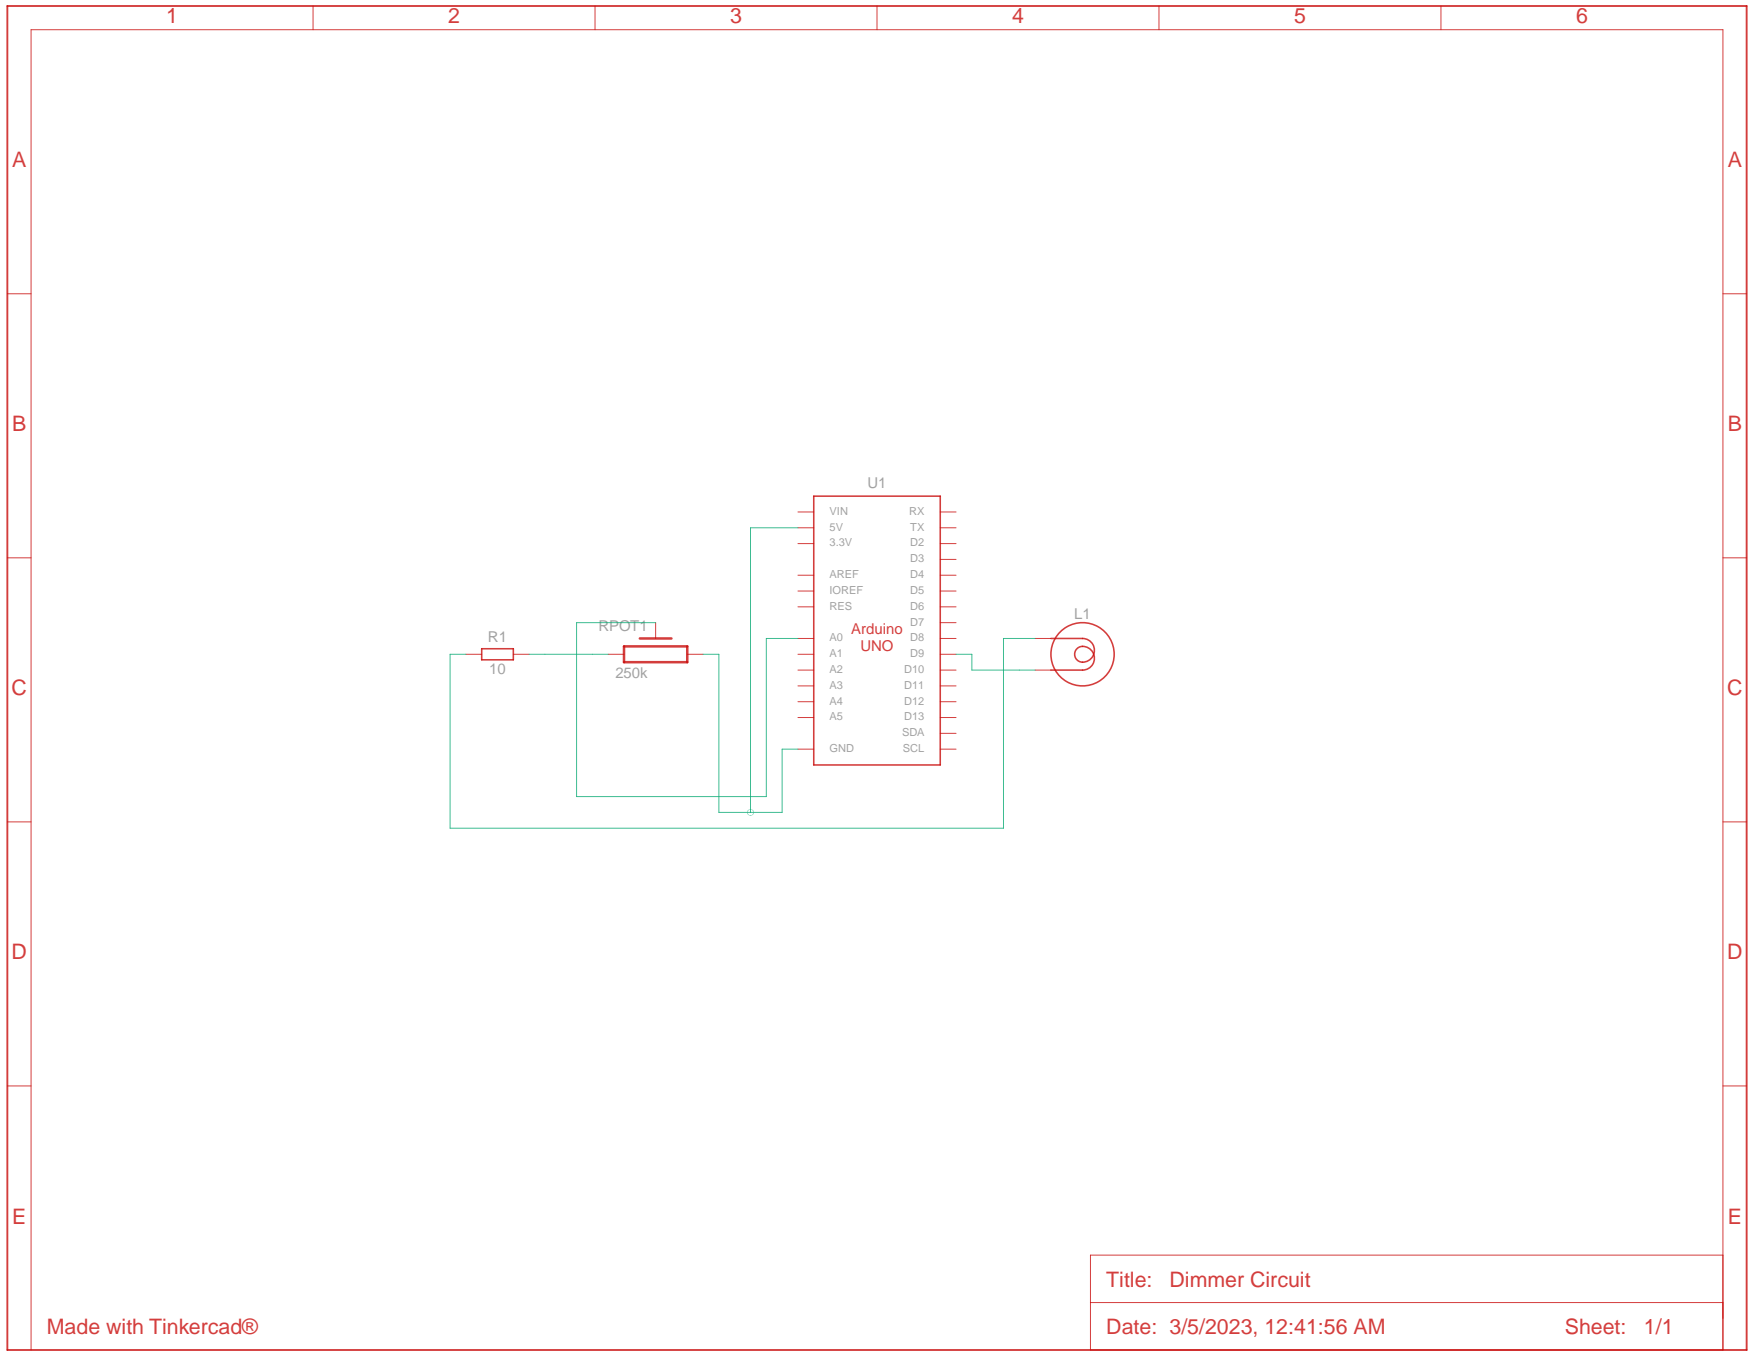 1 2 3 4 5 6
A A
B B
C C
D D
E E
U1
VIN RX
5V TX
3.3V D2
D3
AREF D4
IOREF D5
RES D6
D7
A0 D8
A1 D9
A2 D10
A3 D11
A4 D12
A5 D13
SDA
GND SCL
Arduino
UNO
R1
10
RPOT1
250k
L1
Title: Dimmer Circuit
Date: 3/5/2023, 12:41:56 AM Sheet: 1/1
Made with Tinkercad®